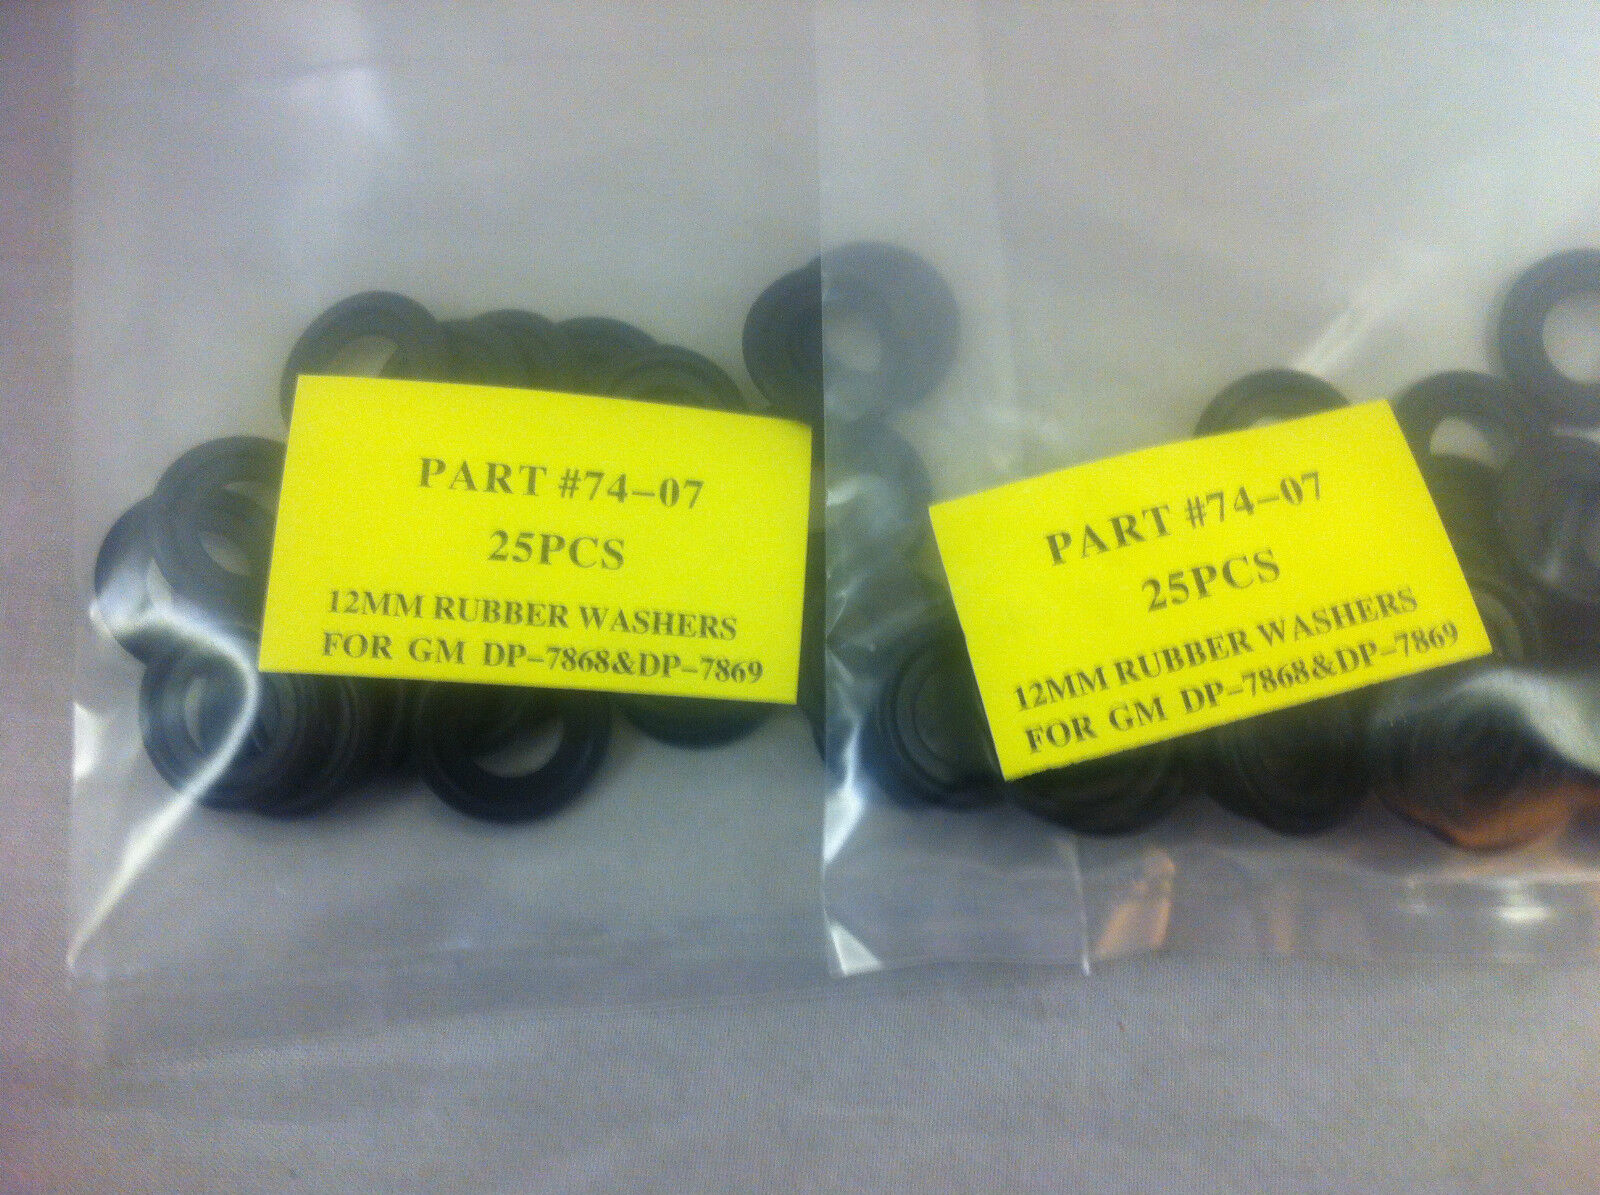 PART #74-07
25PCS
12MM RUBBER WASHERS
FOR GM DP-7868&DP-7869
PART #74-07
25PCS
12MM RUBBER WASHERS
FOR GM DP-7868&DP-7869